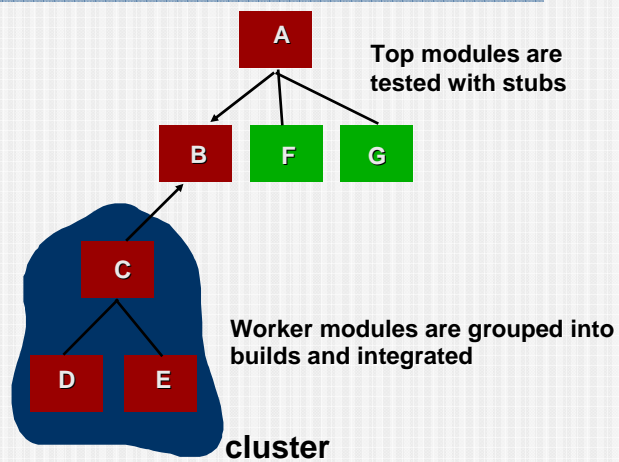 A
Top modules are
tested with stubs
B F G
C
Worker modules are grouped into
builds and integrated
D E
cluster